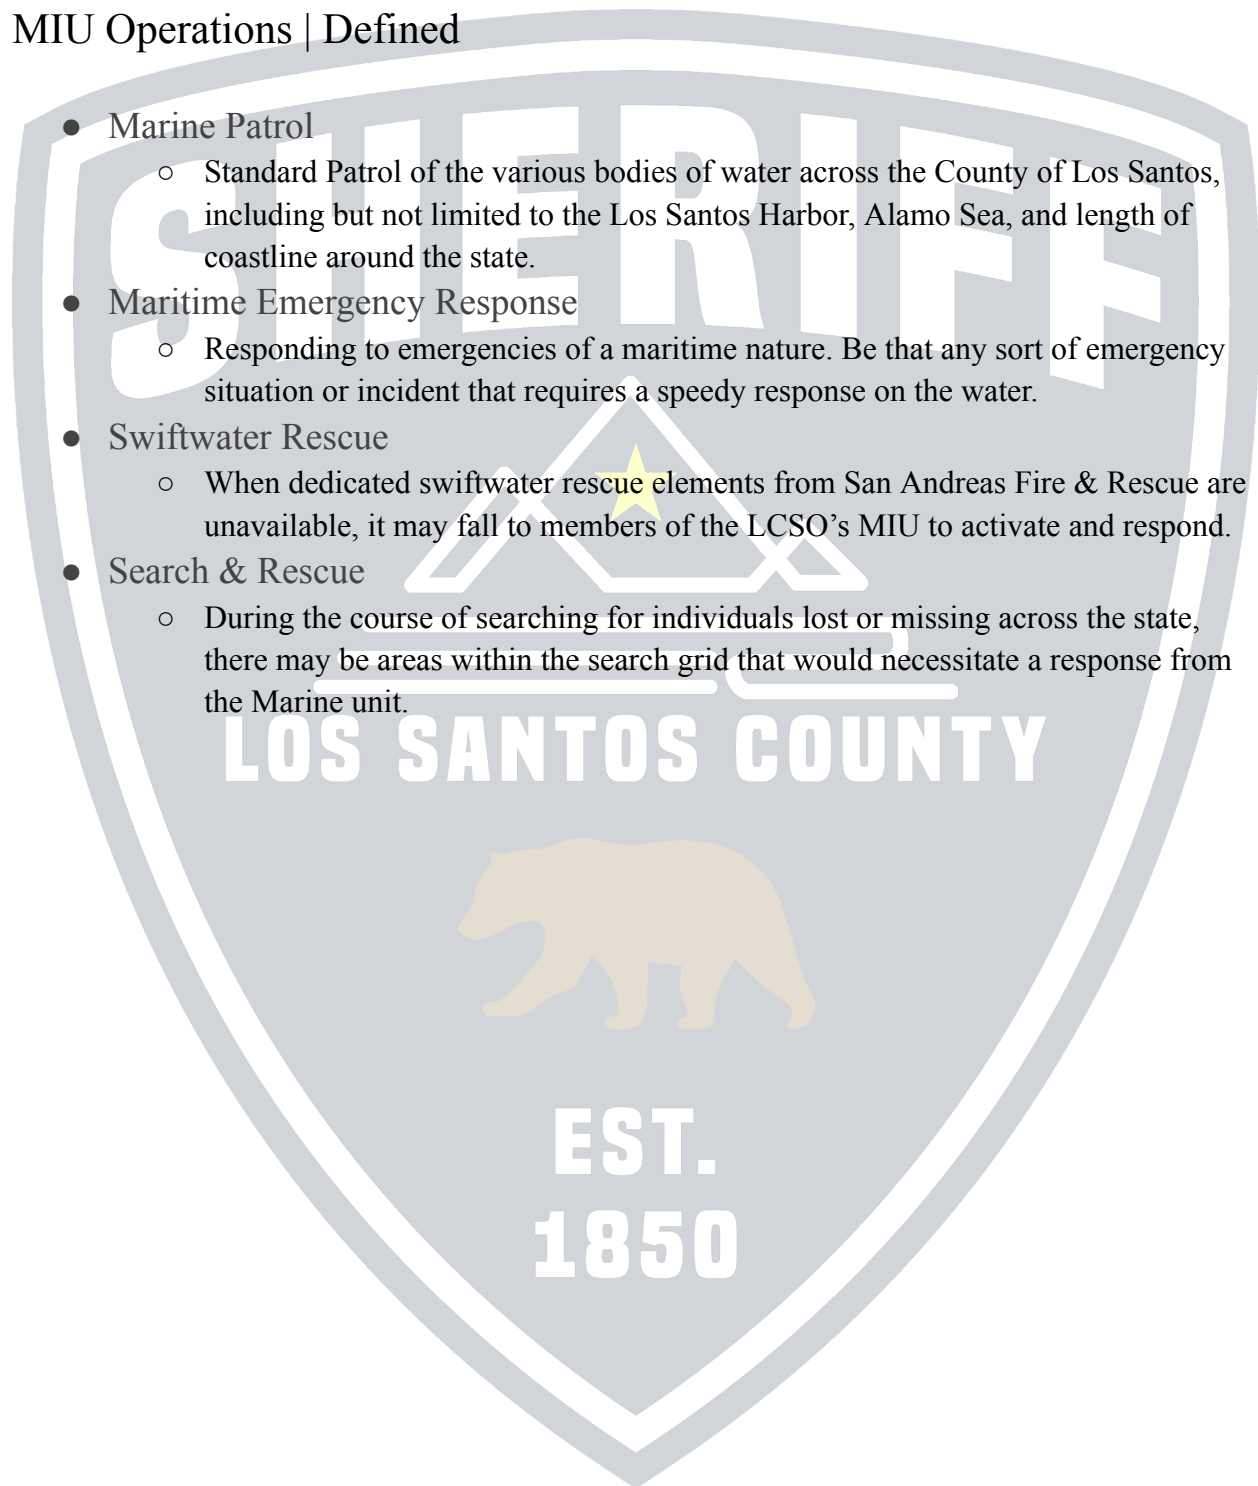 MIU Operations | Defined
● Marine Patrol
○ Standard Patrol of the various bodies of water across the County of Los Santos,
including but not limited to the Los Santos Harbor, Alamo Sea, and length of
coastline around the state.
● Maritime Emergency Response
○ Responding to emergencies of a maritime nature. Be that any sort of emergency
situation or incident that requires a speedy response on the water.
● Swiftwater Rescue
○ When dedicated swiftwater rescue elements from San Andreas Fire & Rescue are
unavailable, it may fall to members of the LCSO’s MIU to activate and respond.
● Search & Rescue
○ During the course of searching for individuals lost or missing across the state,
there may be areas within the search grid that would necessitate a response from
the Marine unit.
SHERIFF
LOS SANTOS COUNTY
EST.
1850